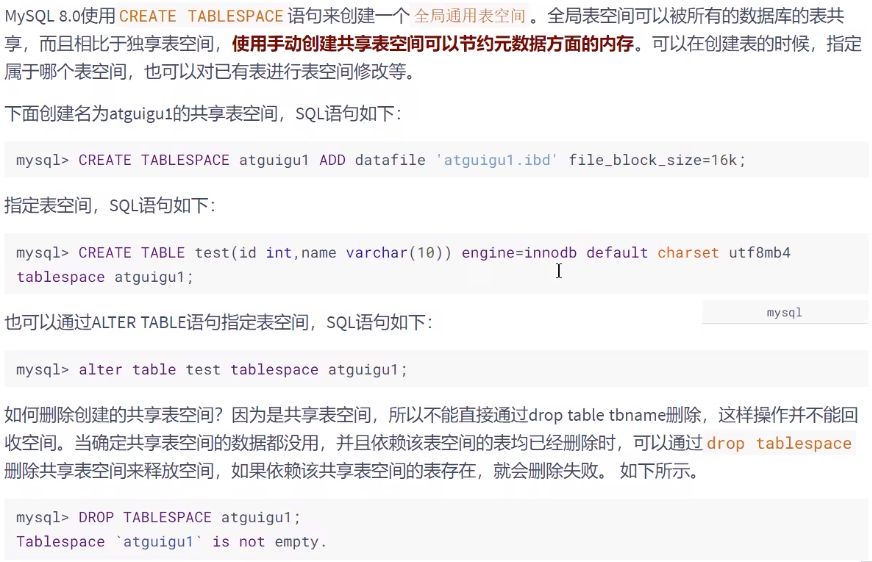 MySQL 8.0使用 CREATE TABLESPACE 语句来创建一个 全局通用表空间 。全局表空间可以被所有的数据库的表共
享，而且相比于独享表空间，使用手动创建共享表空间可以节约元数据方面的内存。可以在创建表的时候，指定
属于哪个表空间，也可以对已有表进行表空间修改等。
下面创建名为atguigu1的共享表空间，SQL语句如下：
mysql> CREATE TABLESPACE atguigu1 ADD datafile 'atguigu1.ibd' file_block_size=16k;
指定表空间，SQL语句如下：
mysql> CREATE TABLE test(id int,name varchar(10)) engine=innodb default charset utf8mb4
tablespace atguigu1;
mysql
也可以通过ALTER TABLE语句指定表空间，SQL语句如下：
mysql> alter table test tablespace atguigu1;
如何删除创建的共享表空间？因为是共享表空间，所以不能直接通过drop table tbname删除，这样操作并不能回
收空间。当确定共享表空间的数据都没用，并且依赖该表空间的表均已经删除时，可以通过 drop tablespace
删除共享表空间来释放空间，如果依赖该共享表空间的表存在，就会删除失败。 如下所示。
mysql> DROP TABLESPACE atguigu1;
Tablespace `atguigu1` is not empty.